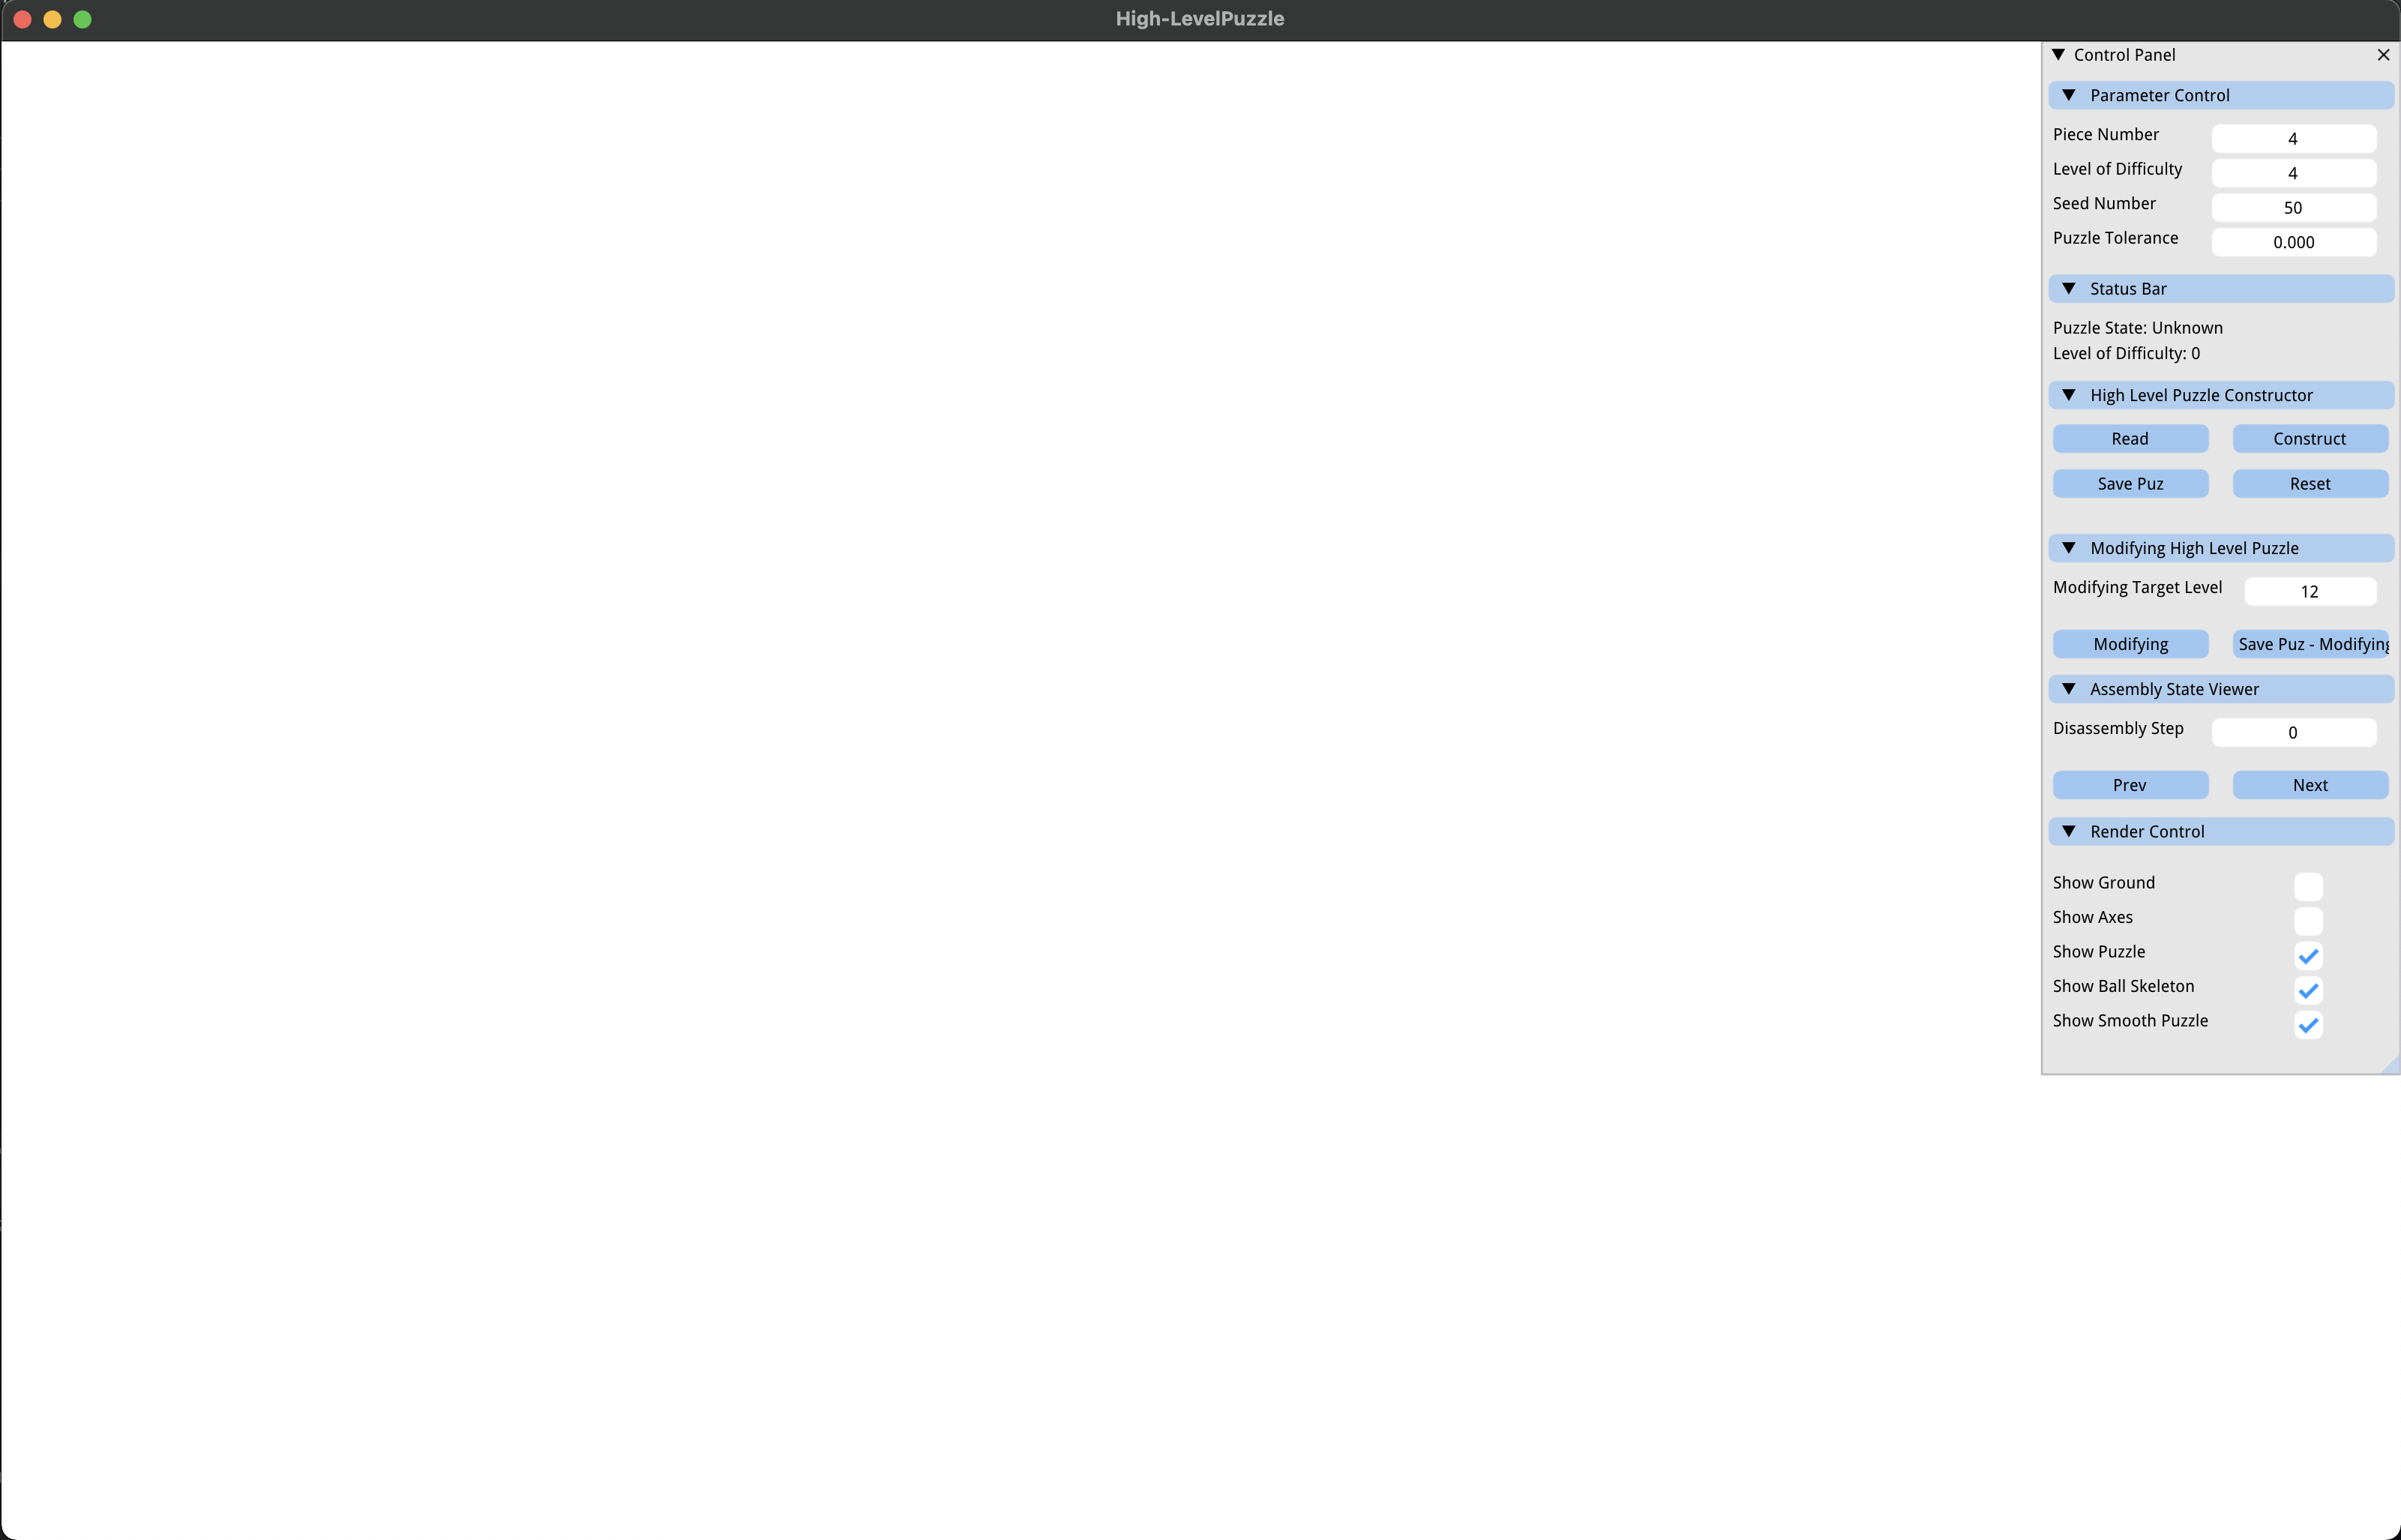 High-LevelPuzzle
Control Panel
Parameter Control
Piece Number 4
Level of Difficulty 4
Seed Number 50
Puzzle Tolerance 0.000
Status Bar
Puzzle State: Unknown
Level of Difficulty: 0
High Level Puzzle Constructor
Read Construct
Save Puz Reset
Modifying High Level Puzzle
Modifying Target Level 12
Modifying Save Puz - Modifying
Assembly State Viewer
Disassembly Step 0
Prev Next
Render Control
Show Ground
Show Axes
Show Puzzle
Show Ball Skeleton
Show Smooth Puzzle